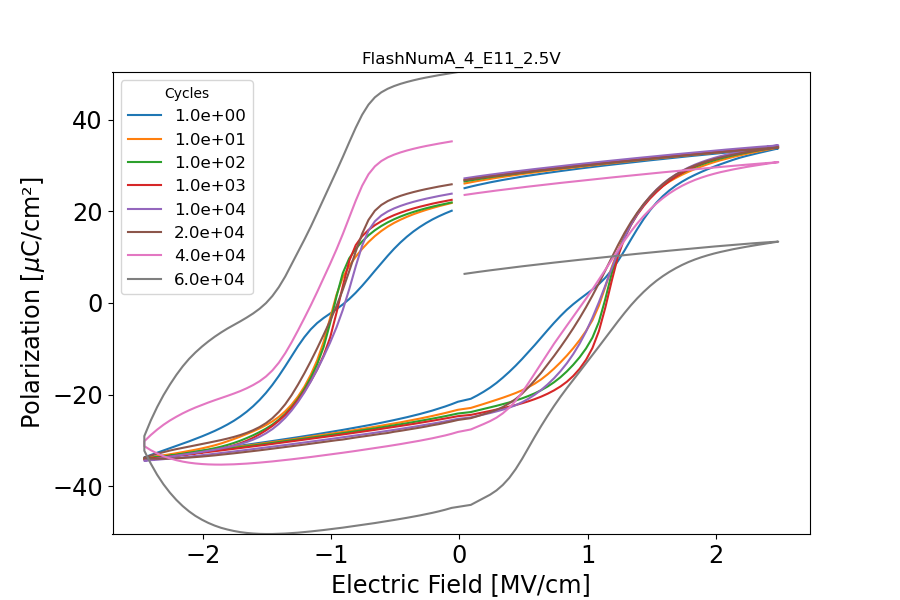 FlashNumA_4_E11_2.5V
Cycles
1.0e+00
1.0e+01
1.0e+02
1.0e+03
1.0e+04
2.0e+04
4.0e+04
6.0e+04
40
20
0
−20
−40
Polarization [μC/cm²]
−2
−1
0
1
2
Electric Field [MV/cm]